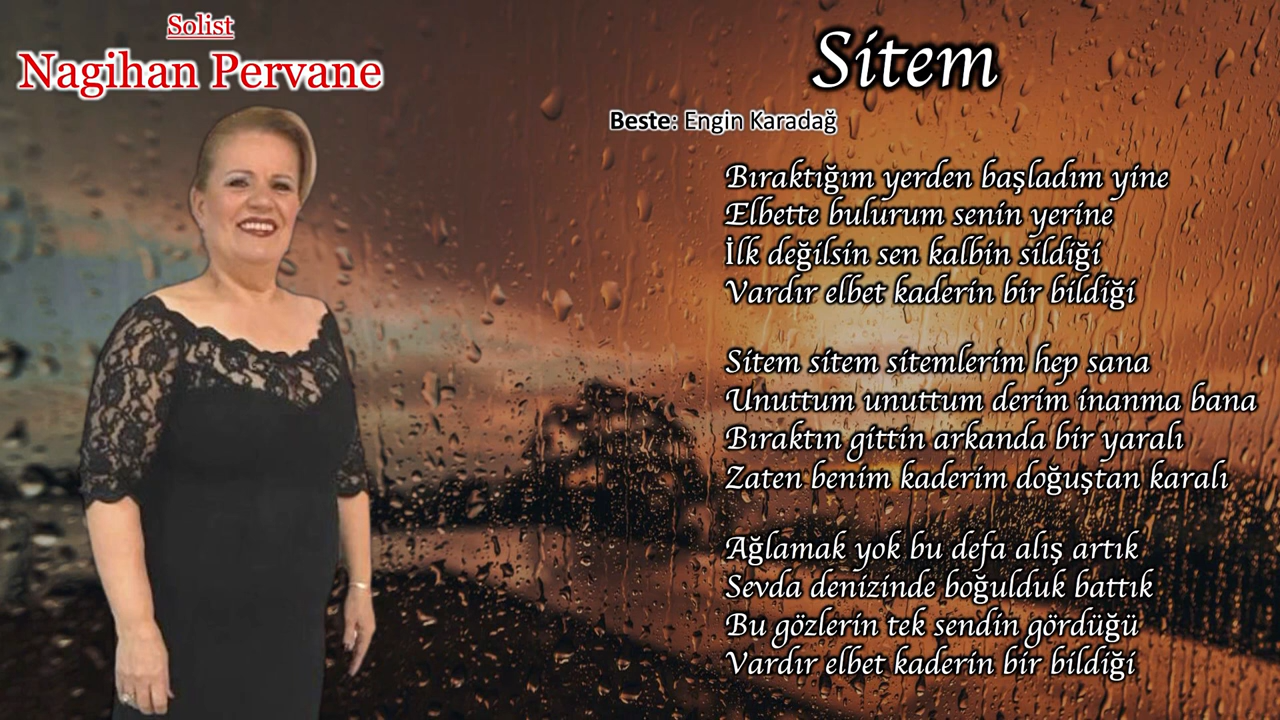 Solist
Nagihan Pervane
Sitem
Beste: Engin Karadağ
Bıraktığım yerden başladım yine
Elbette bulurum senin yerine
İlk değilsin sen kalbin sildiği
Vardır elbet kaderin bir bildiği
Sitem sitem sitemlerim hep sana
Unuttum unuttum derim inanma bana
Bıraktın gittin arkanda bir yaralı
Zaten benim kaderim doğuştan karalı
Ağlamak yok bu defa alış artık
Sevda denizinde boğulduk battık
Bu gözlerin tek sendin gördüğü
Vardır elbet kaderin bir bildiği